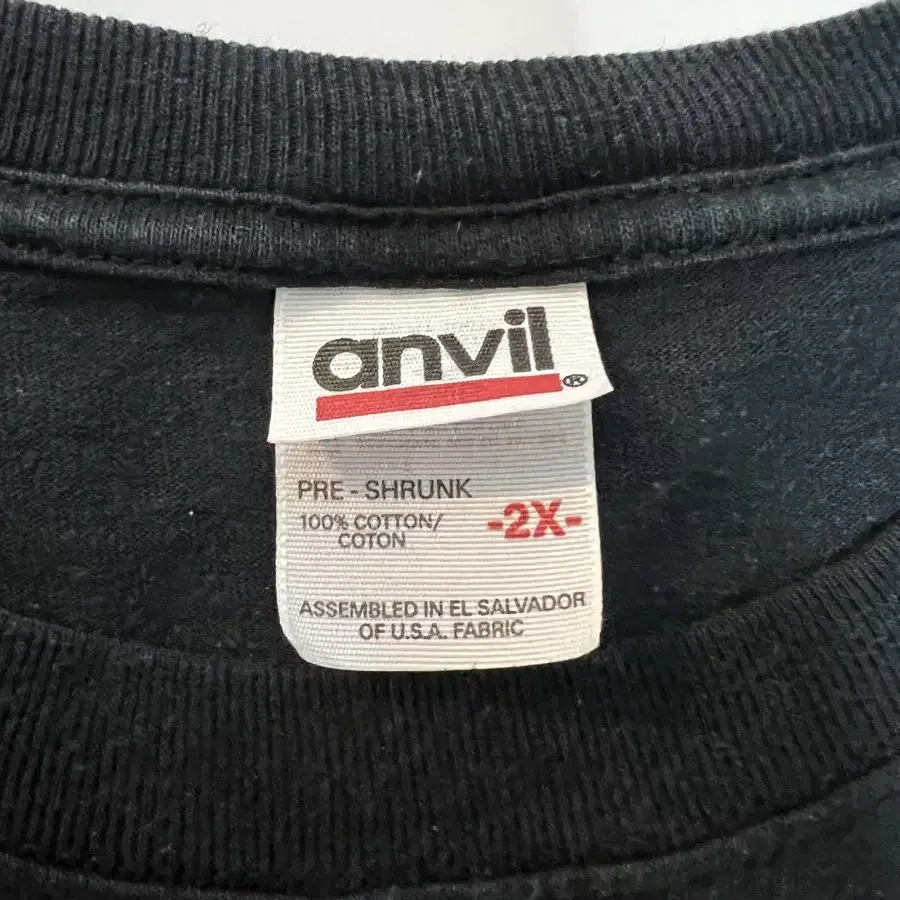 anvil®
PRE - SHRUNK
100% COTTON/
COTON
-2X-
ASSEMBLED IN EL SALVADOR
OF U.S.A. FABRIC